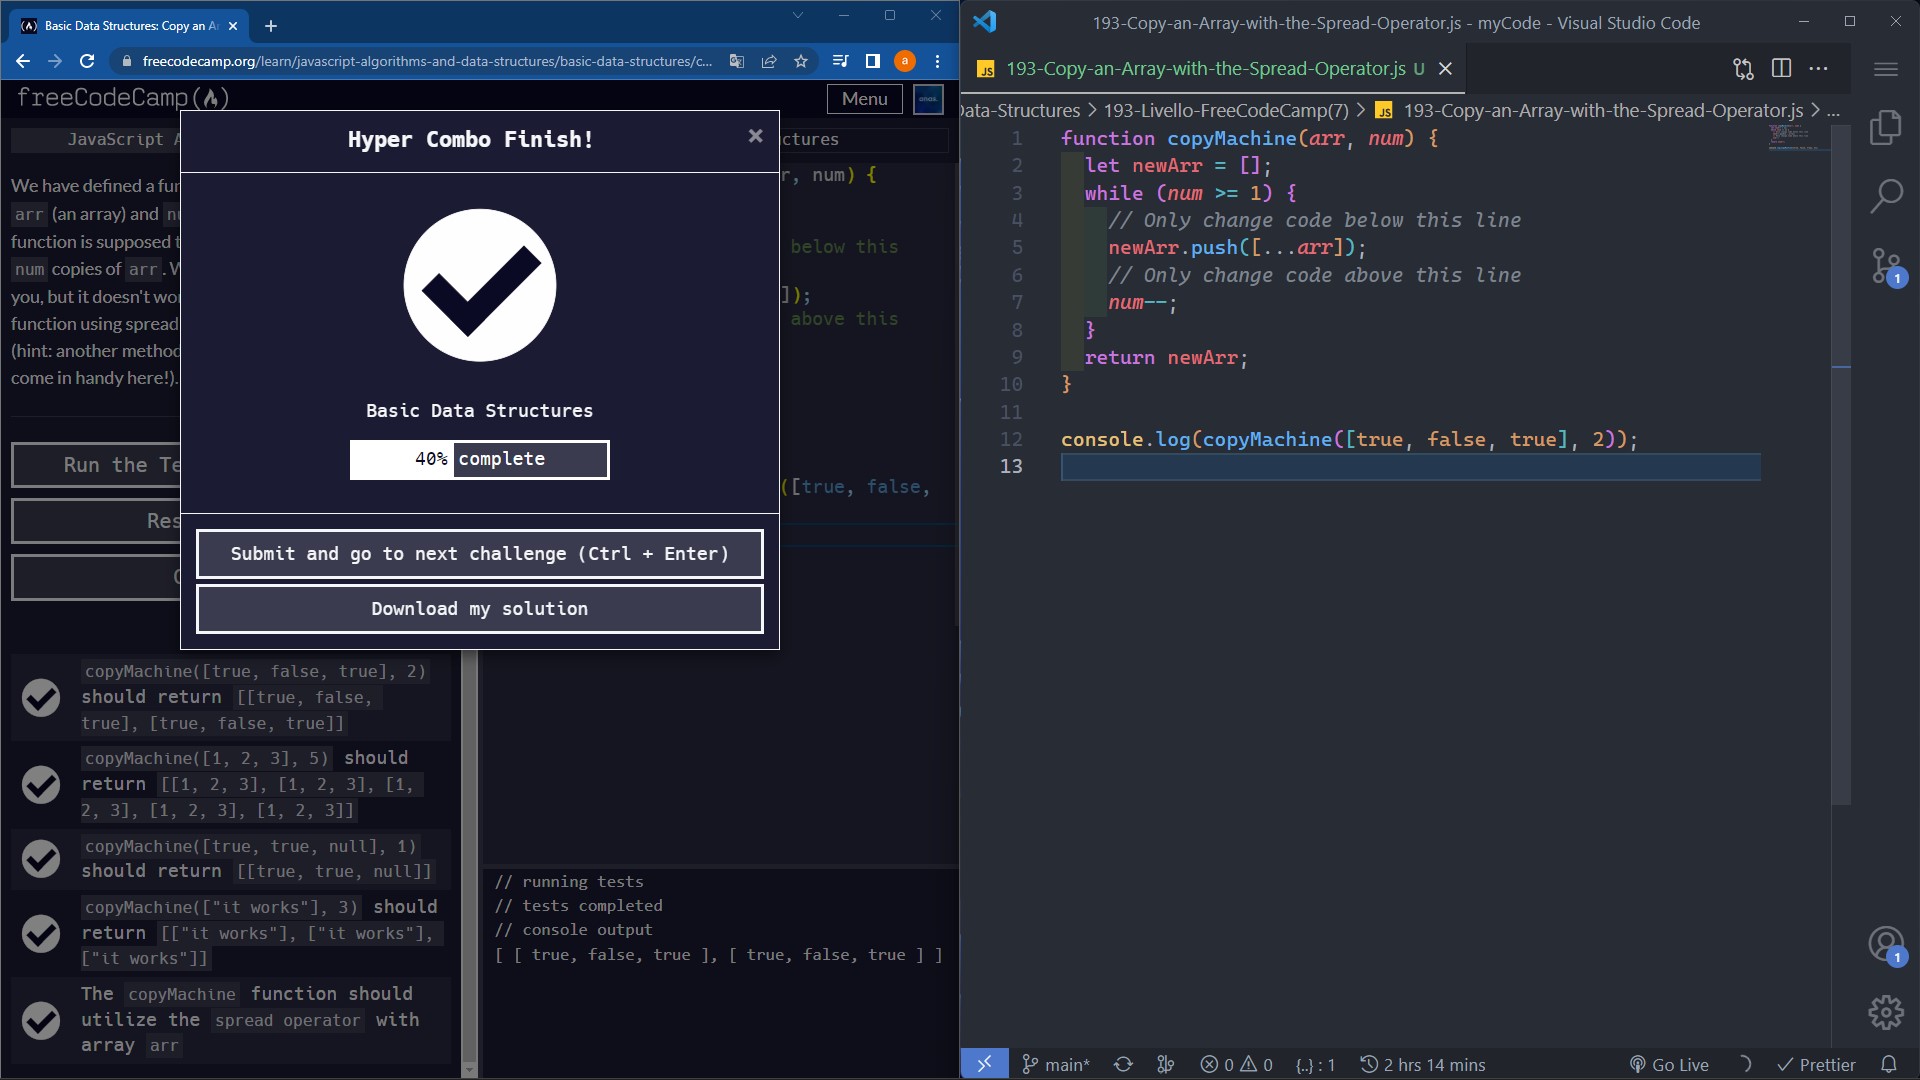 Basic Data Structures: Copy an A
freecodecamp.org/learn/javascript-algorithms-and-data-structures/basic-data-structures/c...
a
freeCodeCamp
Menu
JavaScript A
ctures
We have defined a fun
arr (an array) and
function is supposed t
num copies of arr. W
you, but it doesn't wo
function using spread
(hint: another method
come in handy here!).
Run the Te
Res
r, num) {
below this
]);
above this
([true, false,
Hyper Combo Finish!
×
Basic Data Structures
40% complete
Submit and go to next challenge (Ctrl + Enter)
Download my solution
copyMachine([true, false, true], 2)
should return [[true, false,
true], [true, false, true]]
copyMachine([1, 2, 3], 5) should
return [[1, 2, 3], [1, 2, 3], [1,
2, 3], [1, 2, 3], [1, 2, 3]]
copyMachine([true, true, null], 1)
should return [[true, true, null]]
copyMachine(["it works"], 3) should
return [["it works"], ["it works"],
["it works"]]
The copyMachine function should
utilize the spread operator with
array arr
// running tests
// tests completed
// console output
[ [ true, false, true ], [ true, false, true ] ]
193-Copy-an-Array-with-the-Spread-Operator.js - myCode - Visual Studio Code
JS 193-Copy-an-Array-with-the-Spread-Operator.js U
Data-Structures > 193-Livello-FreeCodeCamp(7) > JS 193-Copy-an-Array-with-the-Spread-Operator.js > ...
1 function copyMachine(arr, num) {
2 let newArr = [];
3 while (num >= 1) {
4 // Only change code below this line
5 newArr.push([...arr]);
6 // Only change code above this line
7 num--;
8 }
9 return newArr;
10 }
11
12 console.log(copyMachine([true, false, true], 2));
13
1
1
main*
0 0
{..} : 1
2 hrs 14 mins
Go Live
Prettier